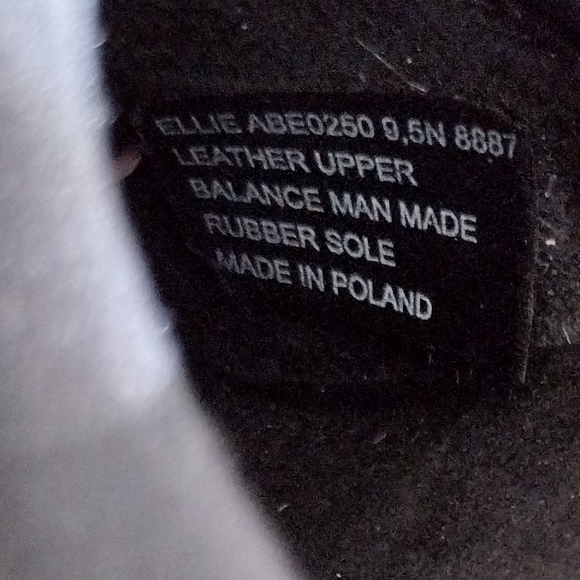 ELLIE ABE0250 9.5N 8887
LEATHER UPPER
BALANCE MAN MADE
RUBBER SOLE
MADE IN POLAND